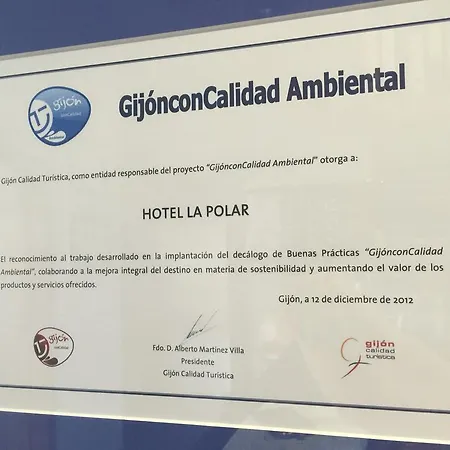 gijón
GijónconCalidad Ambiental
Gijón Calidad Turística, como entidad responsable del proyecto "GijónconCalidad Ambiental" otorga a:
HOTEL LA POLAR
El reconocimiento al trabajo desarrollado en la implantación del decálogo de Buenas Prácticas "GijónconCalidad
Ambiental", colaborando a la mejora integral del destino en materia de sostenibilidad y aumentando el valor de los
productos y servicios ofrecidos.
Gijón, a 12 de diciembre de 2012
gijón
Fdo. D. Alberto Martínez Villa
Presidente
Gijón Calidad Turística
gijón
calidad
turística